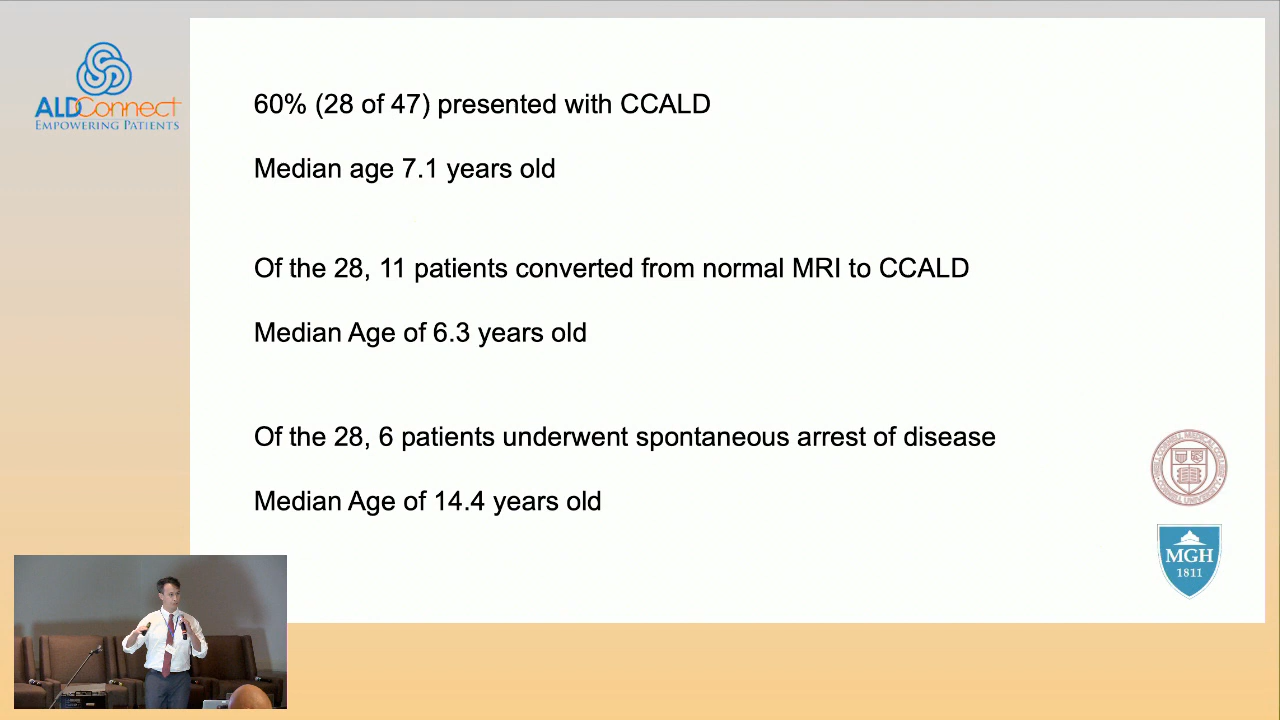 ALDConnect
EMPOWERING PATIENTS
60% (28 of 47) presented with CCALD
Median age 7.1 years old
Of the 28, 11 patients converted from normal MRI to CCALD
Median Age of 6.3 years old
Of the 28, 6 patients underwent spontaneous arrest of disease
Median Age of 14.4 years old
MGH
1811